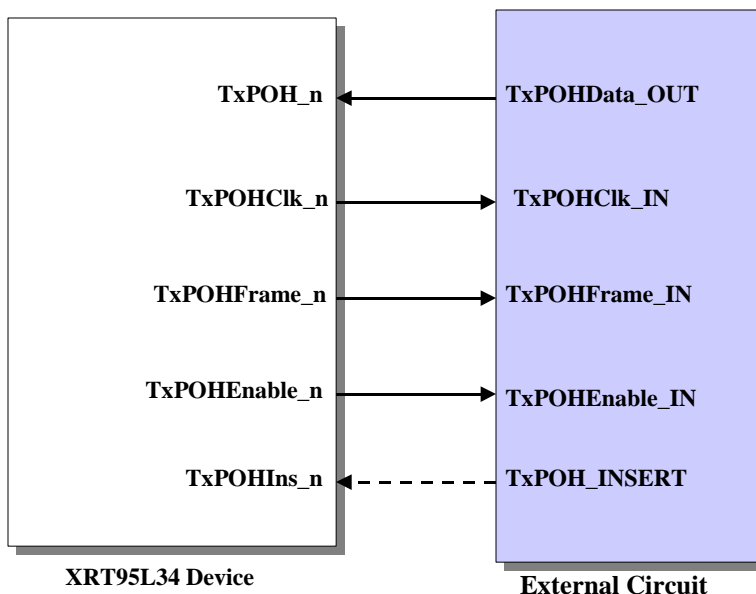 TxPOH_n
TxPOHData_OUT
TxPOHClk_n
TxPOHClk_IN
TxPOHFrame_n
TxPOHFrame_IN
TxPOHEnable_n
TxPOHEnable_IN
TxPOHIns_n
TxPOH_INSERT
XRT95L34 Device
External Circuit